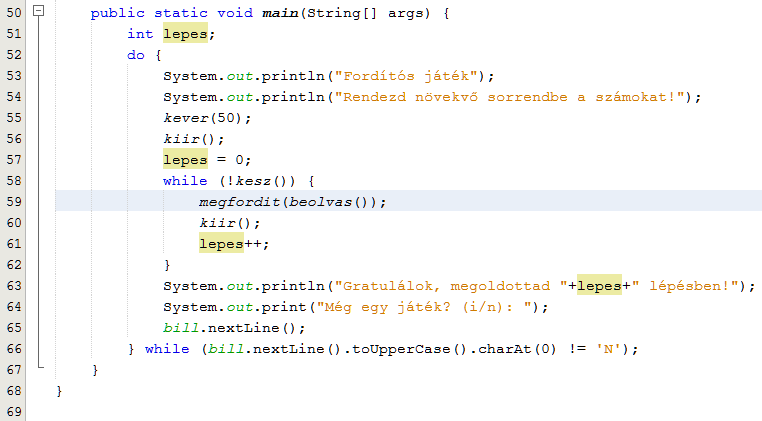 50 public static void main(String[] args) {
51 int lepes;
52 do {
53 System.out.println("Fordítós játék");
54 System.out.println("Rendezd növekvő sorrendbe a számokat!");
55 kever(50);
56 kiir();
57 lepes = 0;
58 while (!kesz()) {
59 megfordit(beolvas());
60 kiir();
61 lepes++;
62 }
63 System.out.println("Gratulálok, megoldottad "+lepes+" lépésben!");
64 System.out.print("Még egy játék? (i/n): ");
65 bill.nextLine();
66 } while (bill.nextLine().toUpperCase().charAt(0) != 'N');
67 }
68 }
69